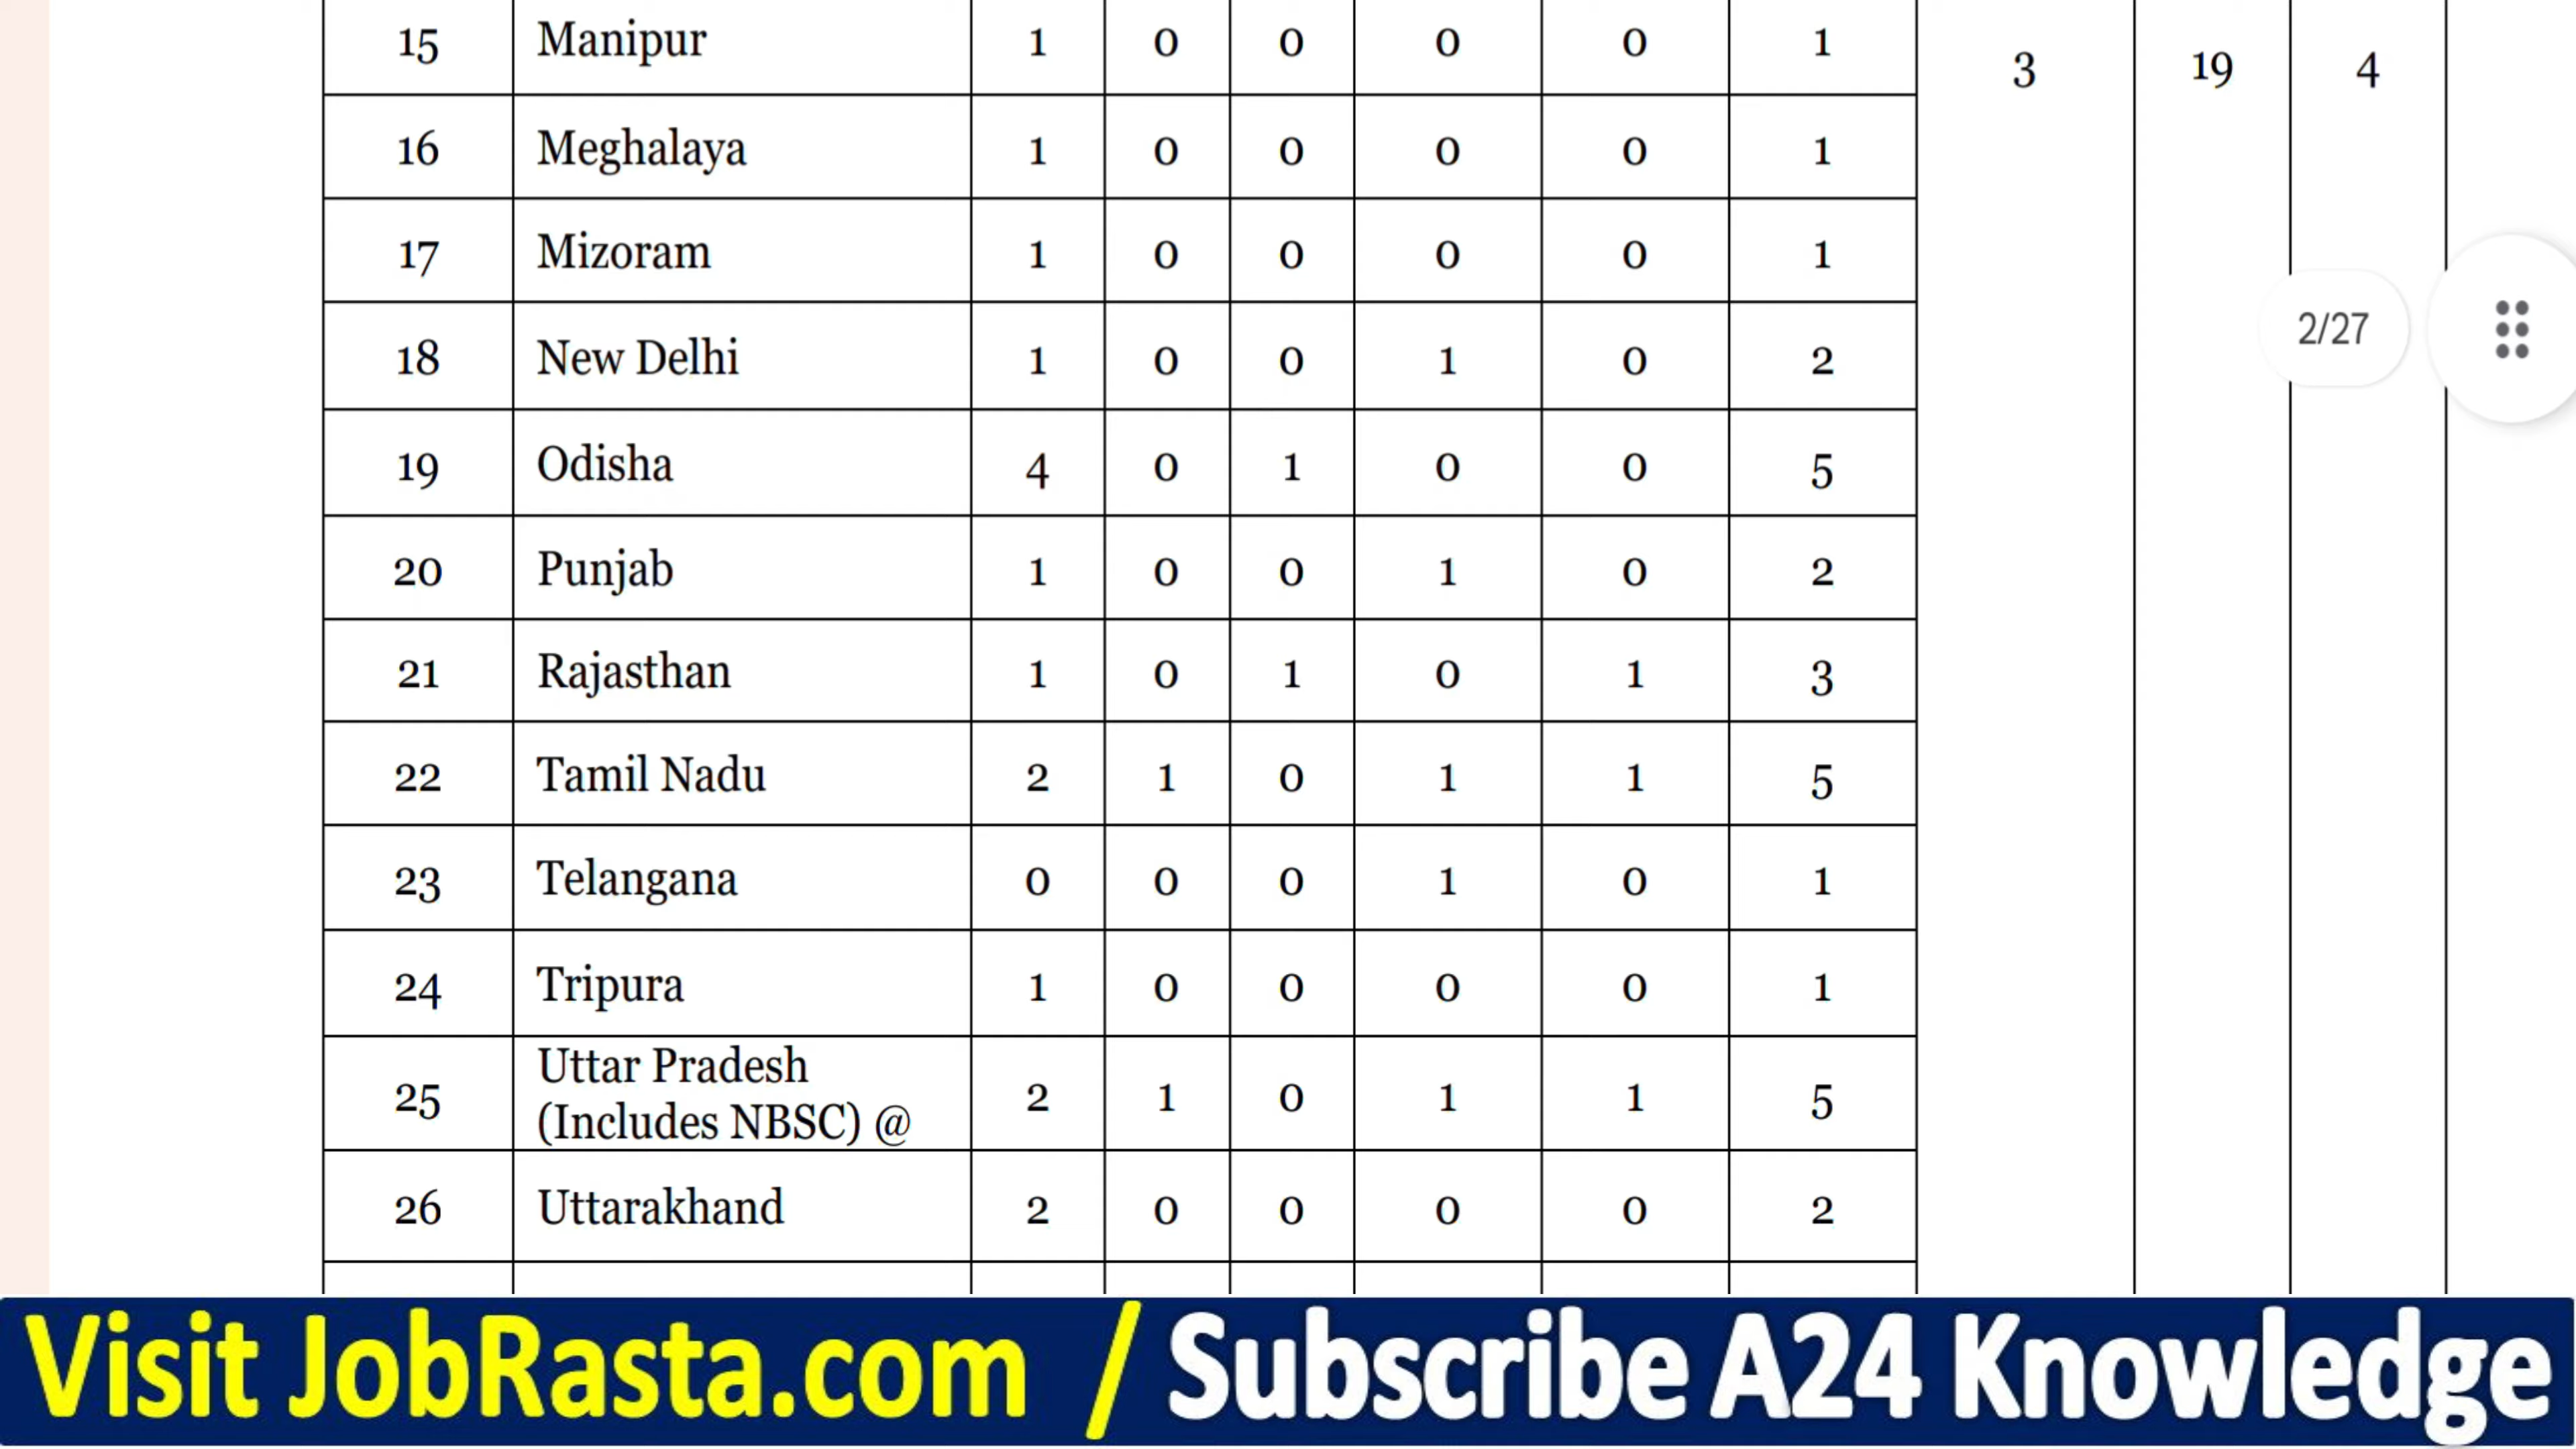 15 Manipur 1 0 0 0 0 1 3 19 4
16 Meghalaya 1 0 0 0 0 1
17 Mizoram 1 0 0 0 0 1
2/27
18 New Delhi 1 0 0 1 0 2
19 Odisha 4 0 1 0 0 5
20 Punjab 1 0 0 1 0 2
21 Rajasthan 1 0 1 0 1 3
22 Tamil Nadu 2 1 0 1 1 5
23 Telangana 0 0 0 1 0 1
24 Tripura 1 0 0 0 0 1
25 Uttar Pradesh
(Includes NBSC) @ 2 1 0 1 1 5
26 Uttarakhand 2 0 0 0 0 2
Visit JobRasta.com / Subscribe A24 Knowledge